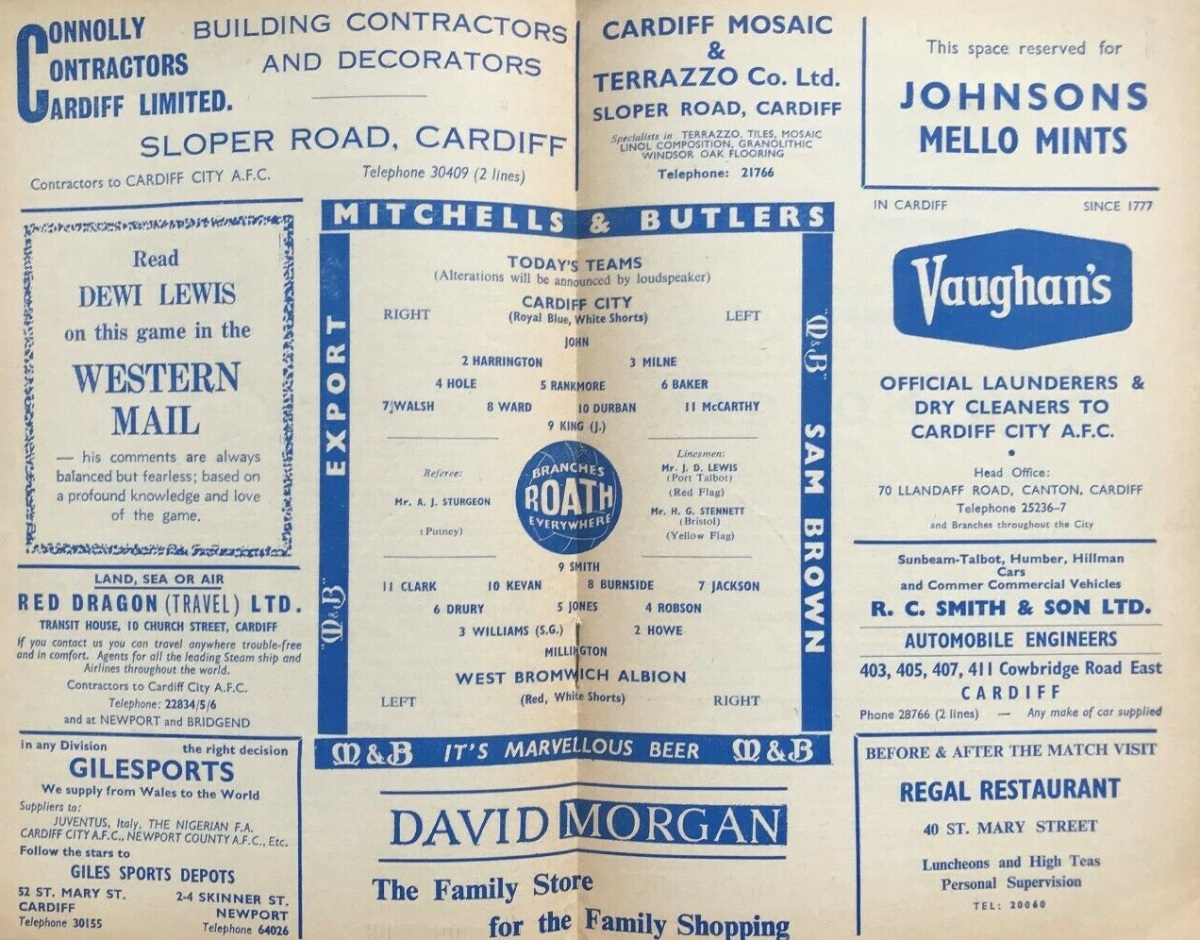 CONNOLLY
CONTRACTORS
CARDIFF LIMITED.
BUILDING CONTRACTORS
AND DECORATORS
SLOPER ROAD, CARDIFF
Contractors to CARDIFF CITY A.F.C.
Telephone 30409 (2 lines)
CARDIFF MOSAIC
&
TERRAZZO Co. Ltd.
SLOPER ROAD, CARDIFF
Specialists in TERRAZZO, TILES, MOSAIC
LINOL COMPOSITION, GRANOLITHIC
WINDSOR OAK FLOORING
Telephone: 21766
This space reserved for
JOHNSONS
MELLO MINTS
Read
DEWI LEWIS
on this game in the
WESTERN
MAIL
— his comments are always
balanced but fearless; based on
a profound knowledge and love
of the game.
LAND, SEA OR AIR
RED DRAGON (TRAVEL) LTD.
TRANSIT HOUSE, 10 CHURCH STREET, CARDIFF
If you contact us you can travel anywhere trouble-free
and in comfort. Agents for all the leading Steam ship and
Airlines throughout the world.
Contractors to Cardiff City A.F.C.
Telephone: 22834/5/6
and at NEWPORT and BRIDGEND
in any Division the right decision
GILESPORTS
We supply from Wales to the World
Suppliers to:
JUVENTUS, Italy, THE NIGERIAN F.A.
CARDIFF CITY A.F.C., NEWPORT COUNTY A.F.C., Etc.
Follow the stars to
GILES SPORTS DEPOTS
52 ST. MARY ST. 2-4 SKINNER ST.
CARDIFF NEWPORT
Telephone 30155 Telephone 64026
MITCHELLS & BUTLERS
EXPORT
"M&B"
"M&B"
SAM BROWN
TODAY'S TEAMS
(Alterations will be announced by loudspeaker)
CARDIFF CITY
RIGHT (Royal Blue, White Shorts) LEFT
JOHN
2 HARRINGTON 3 MILNE
4 HOLE 5 RANKMORE 6 BAKER
7 WALSH 8 WARD 10 DURBAN 11 McCARTHY
9 KING (J.)
Referee:
Mr. A. J. STURGEON
(Putney)
BRANCHES
ROATH
EVERYWHERE
Linesmen:
Mr. J. D. LEWIS
(Port Talbot)
(Red Flag)
Mr. H. G. STENNETT
(Bristol)
(Yellow Flag)
9 SMITH
11 CLARK 10 KEVAN 8 BURNSIDE 7 JACKSON
6 DRURY 5 JONES 4 ROBSON
3 WILLIAMS (S.G.) 2 HOWE
MILLINGTON
WEST BROMWICH ALBION
LEFT (Red, White Shorts) RIGHT
M&B IT'S MARVELLOUS BEER M&B
DAVID MORGAN
The Family Store
for the Family Shopping
IN CARDIFF SINCE 1777
Vaughan's
OFFICIAL LAUNDERERS &
DRY CLEANERS TO
CARDIFF CITY A.F.C.
Head Office:
70 LLANDAFF ROAD, CANTON, CARDIFF
Telephone 25236-7
and Branches throughout the City
Sunbeam-Talbot, Humber, Hillman
Cars
and Commer Commercial Vehicles
R. C. SMITH & SON LTD.
AUTOMOBILE ENGINEERS
403, 405, 407, 411 Cowbridge Road East
CARDIFF
Phone 28766 (2 lines) — Any make of car supplied
BEFORE & AFTER THE MATCH VISIT
REGAL RESTAURANT
40 ST. MARY STREET
Luncheons and High Teas
Personal Supervision
TEL: 20060